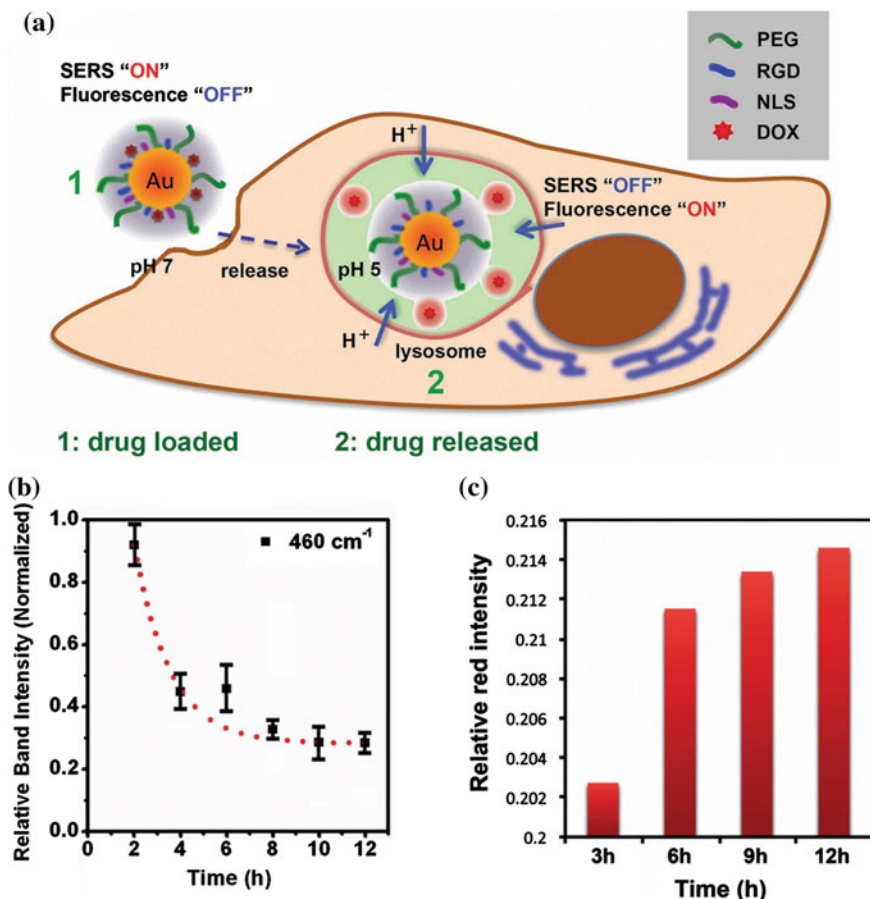 (a)
SERS “ON”
Fluorescence “OFF”
1
Au
pH 7
release
H+
pH 5
Au
H+
lysosome
2
SERS “OFF”
Fluorescence “ON”
PEG
RGD
NLS
DOX
1: drug loaded
2: drug released
(b)
Relative Band Intensity (Normalized)
1.0
0.8
0.6
0.4
0.2
0.0
460 cm-1
0 2 4 6 8 10 12
Time (h)
(c)
Relative red intensity
0.216
0.214
0.212
0.21
0.208
0.206
0.204
0.202
0.2
3h 6h 9h 12h
Time (h)